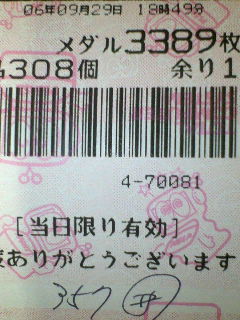 06年09月29日 18時49分
メダル3389枚
308個 余り1
4-70081
[当日限り有効]
ありがとうございます
357 #